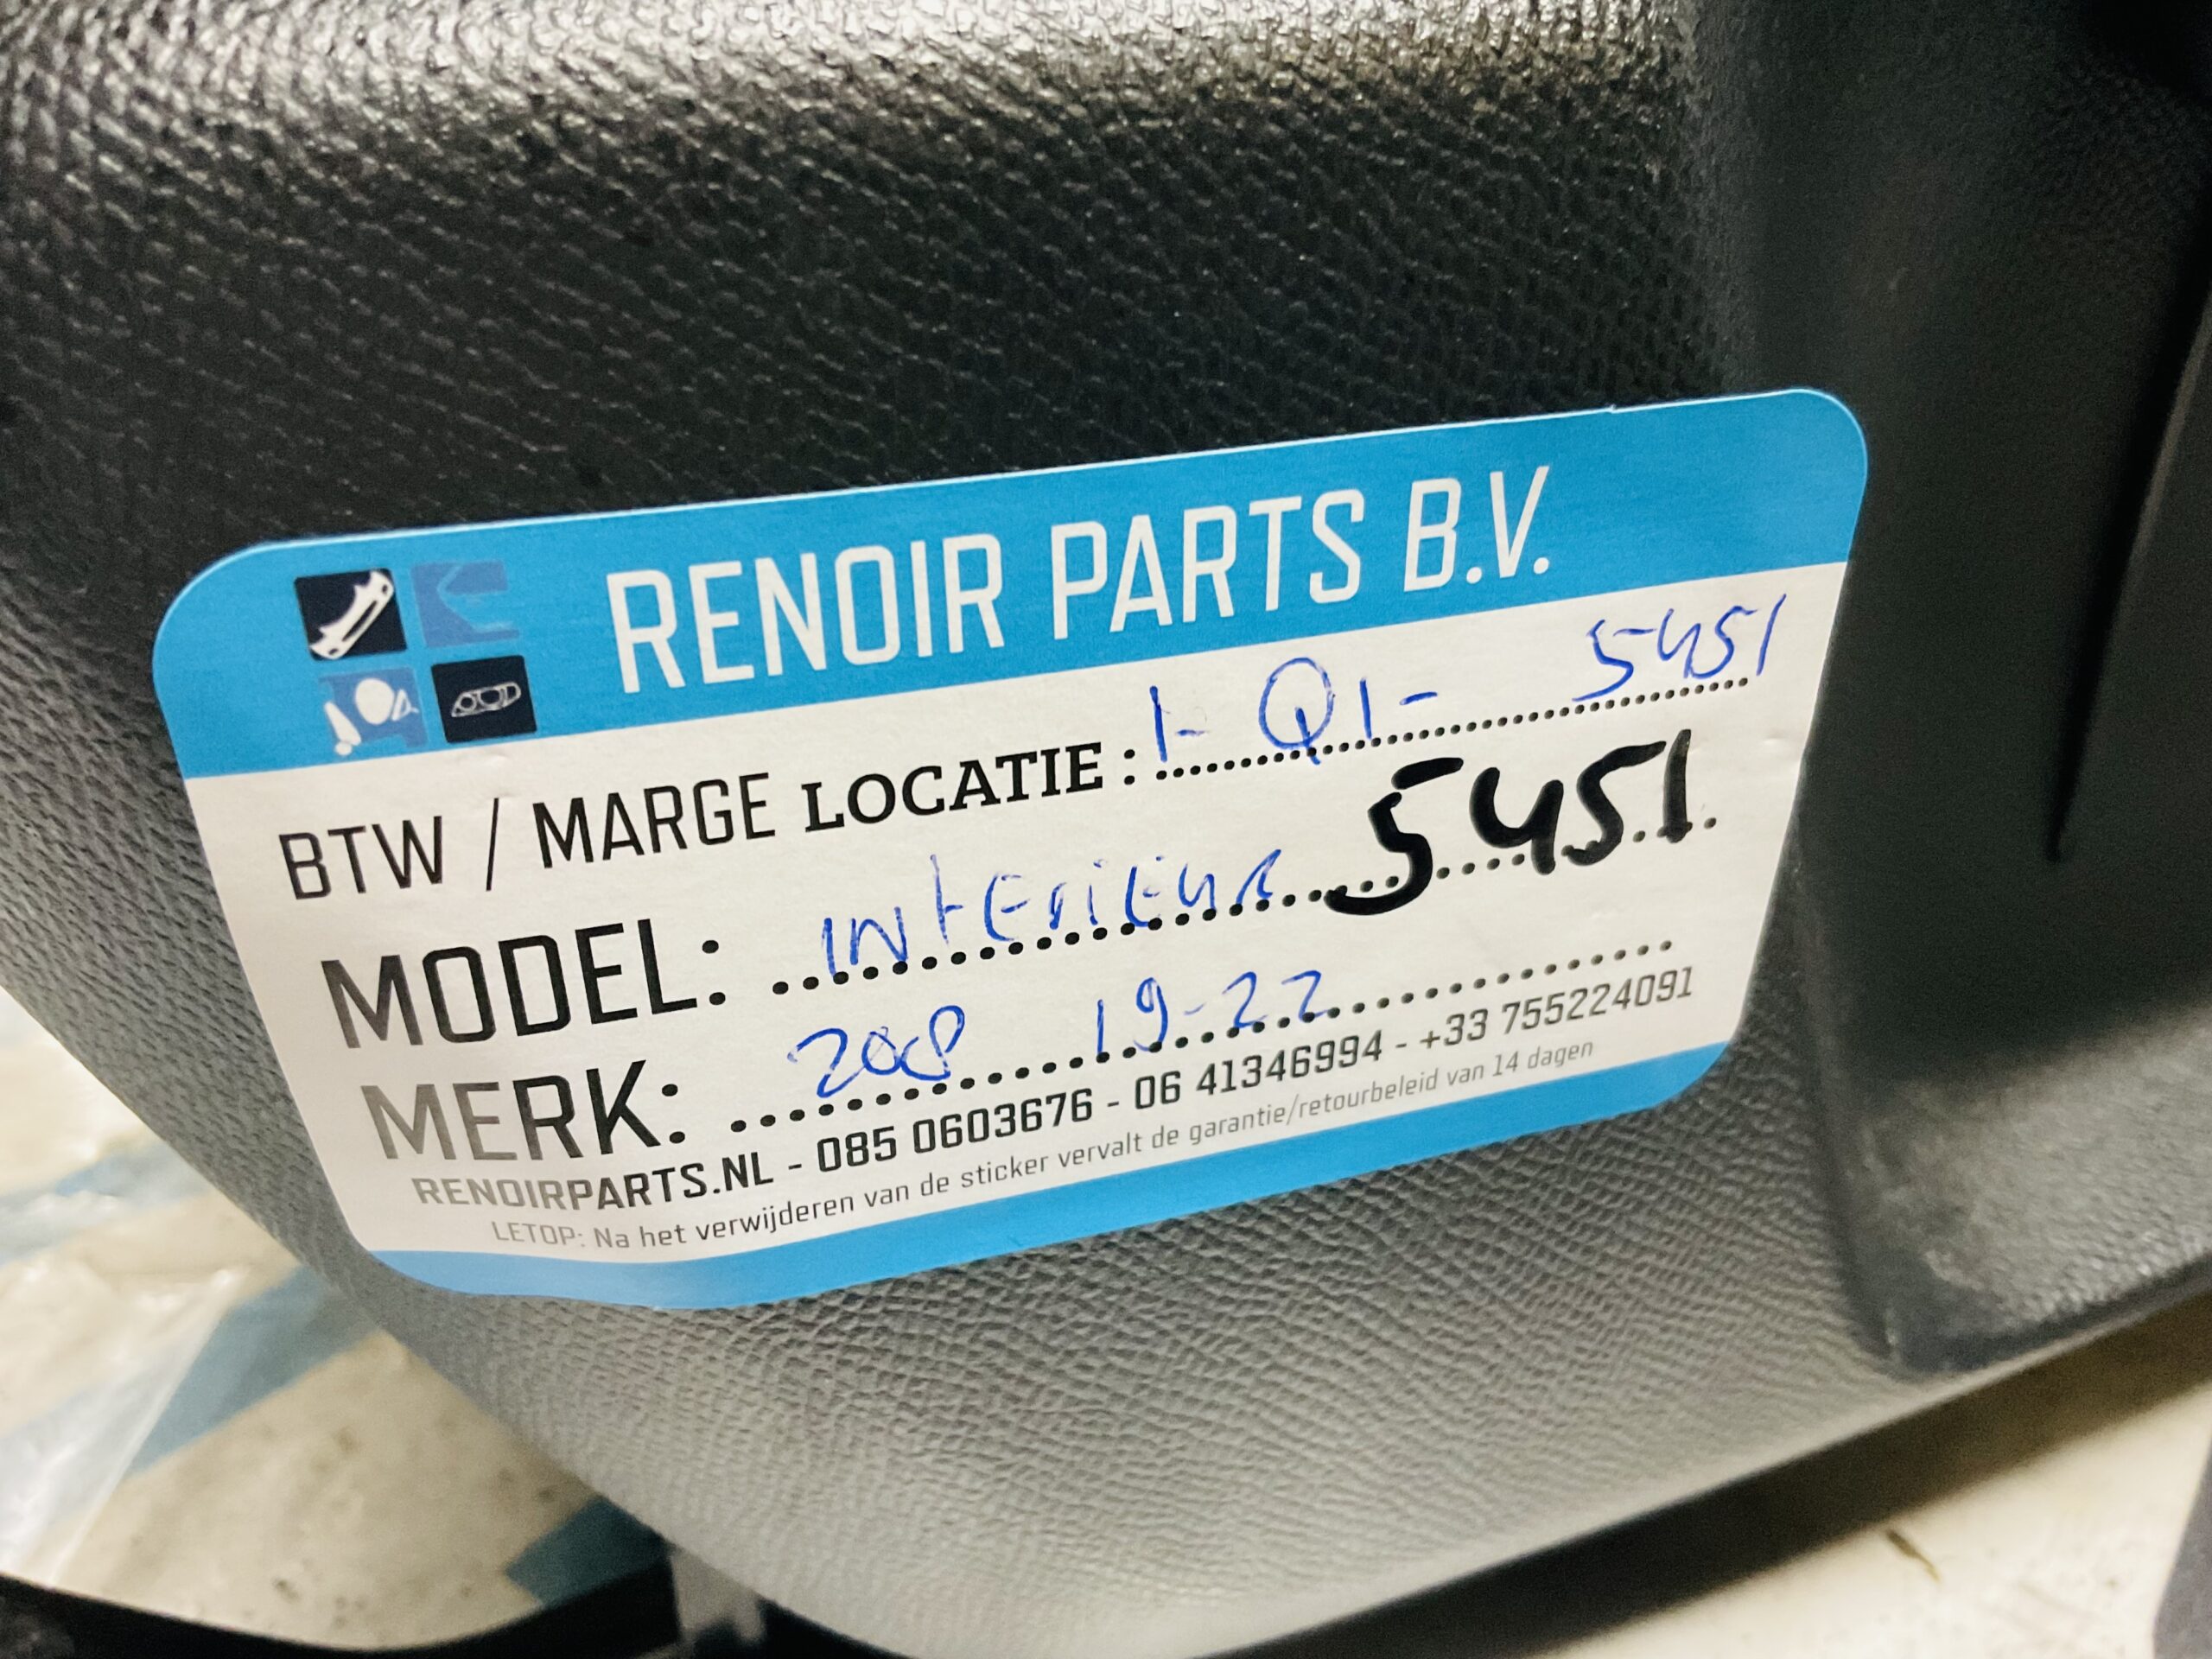 RENOIR PARTS B.V.
BTW / MARGE LOCATIE : 1- Q1- 5451
MODEL: INtERiEUR 5451
MERK: 208 19-22
RENOIRPARTS.NL - 085 0603676 - 06 41346994 - +33 755224091
LETOP: Na het verwijderen van de sticker vervalt de garantie/retourbeleid van 14 dagen